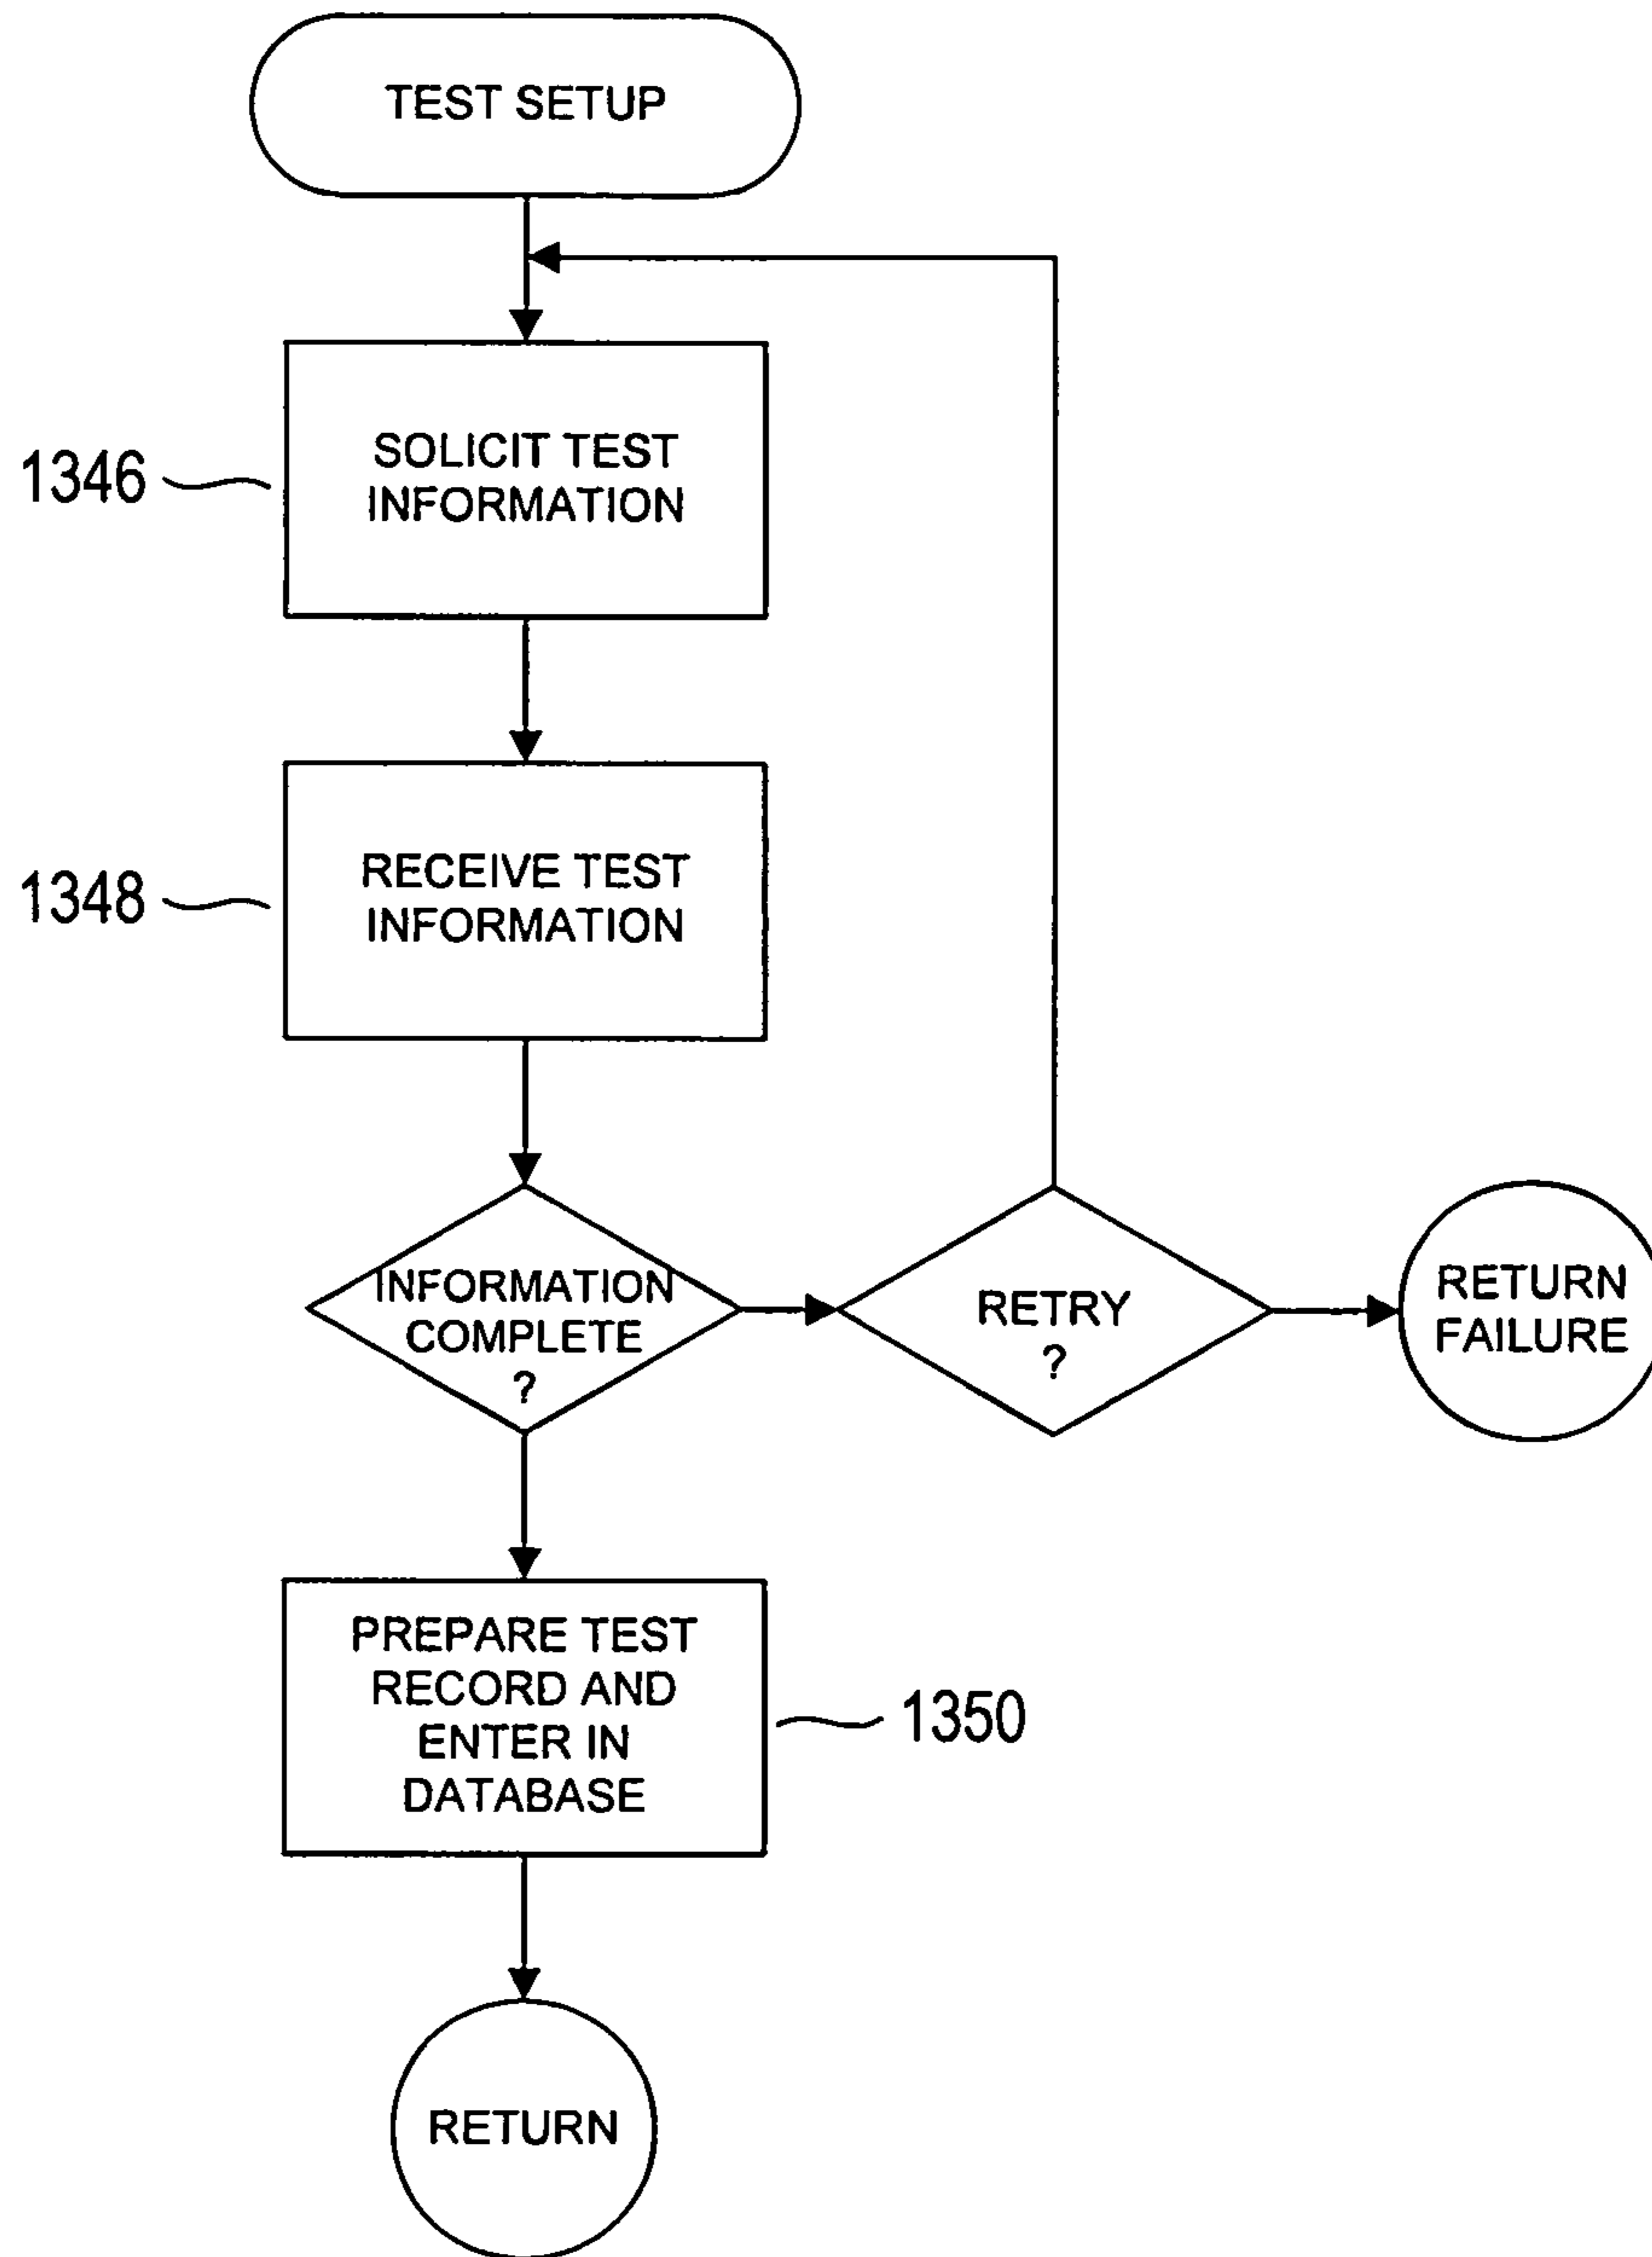 TEST SETUP
1346
SOLICIT TEST
INFORMATION
1348
RECEIVE TEST
INFORMATION
INFORMATION
COMPLETE
?
RETRY
?
RETURN
FAILURE
PREPARE TEST
RECORD AND
ENTER IN
DATABASE
1350
RETURN